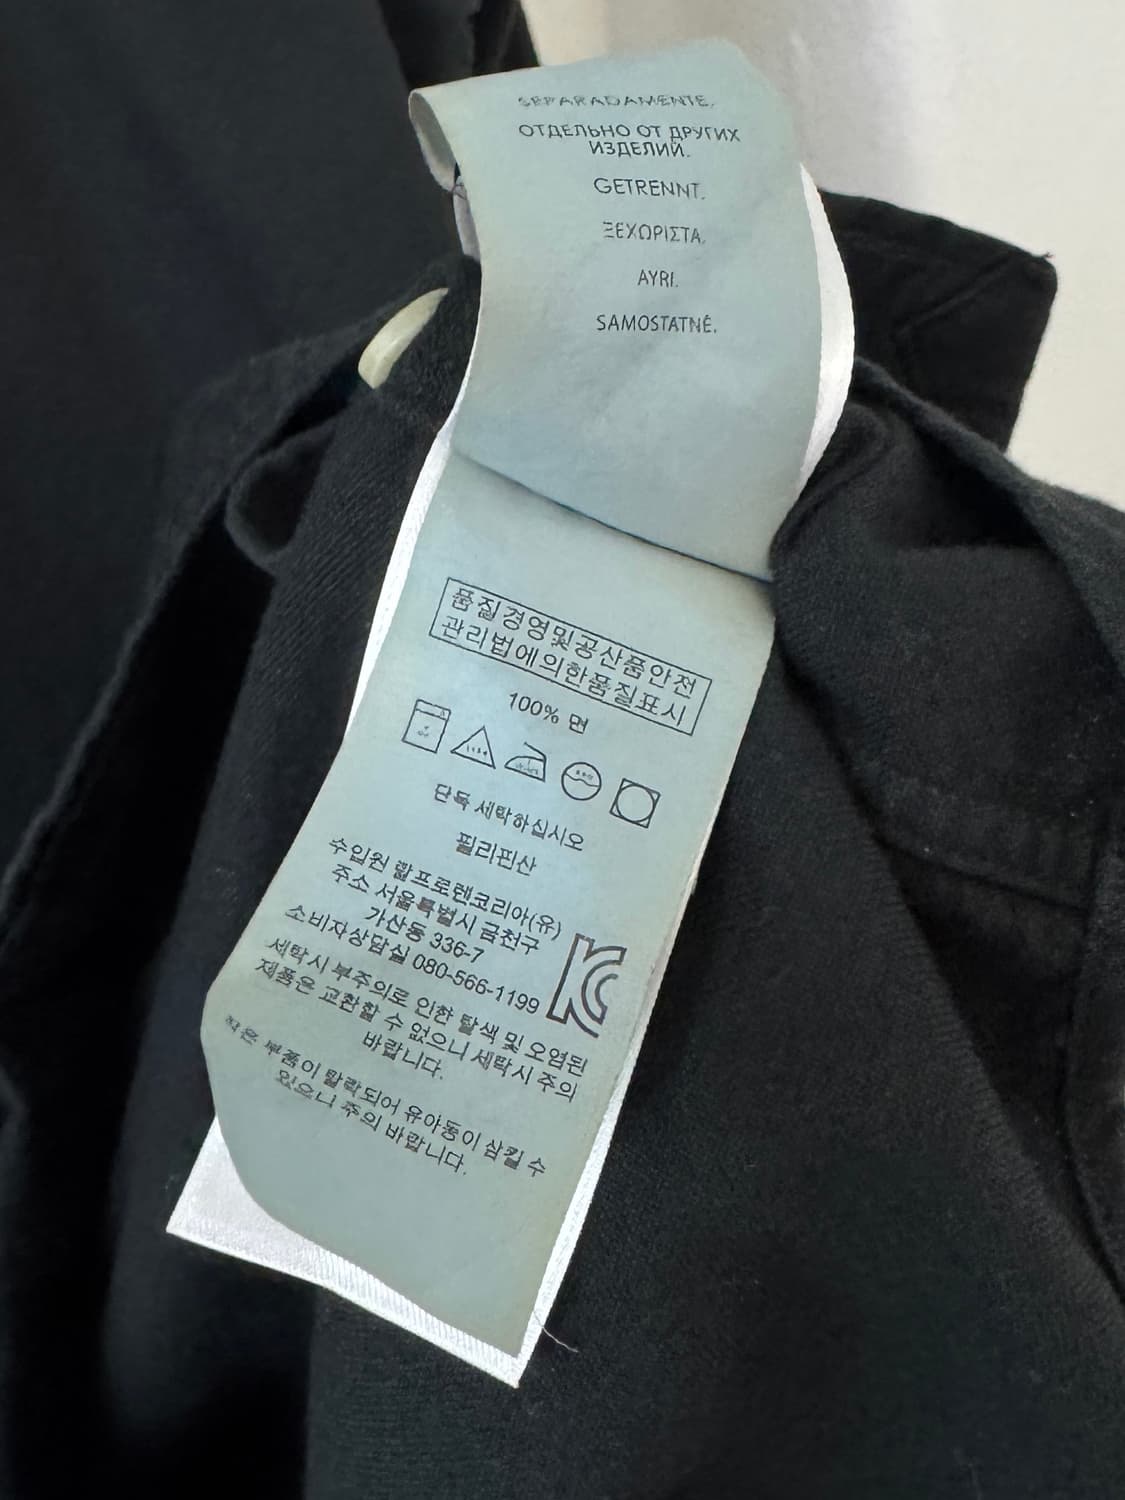 SEPARADAMENTE.
ОТДЕЛЬНО ОТ ДРУГИХ
ИЗДЕЛИЙ.
GETRENNT.
ΞΕΧΩΡΙΣΤΑ.
AYRI.
SAMOSTATNÉ.
품질경영및공산품안전
관리법에의한품질표시
100% 면
단독 세탁하십시오
필리핀산
수입원 랄프로렌코리아(유)
주소 서울특별시 금천구
가산동 336-7
소비자상담실 080-566-1199
세탁시 부주의로 인한 탈색 및 오염된
제품은 교환할 수 없으니 세탁시 주의
바랍니다.
작은 부품이 탈락되어 유아동이 삼킬 수
있으니 주의 바랍니다.